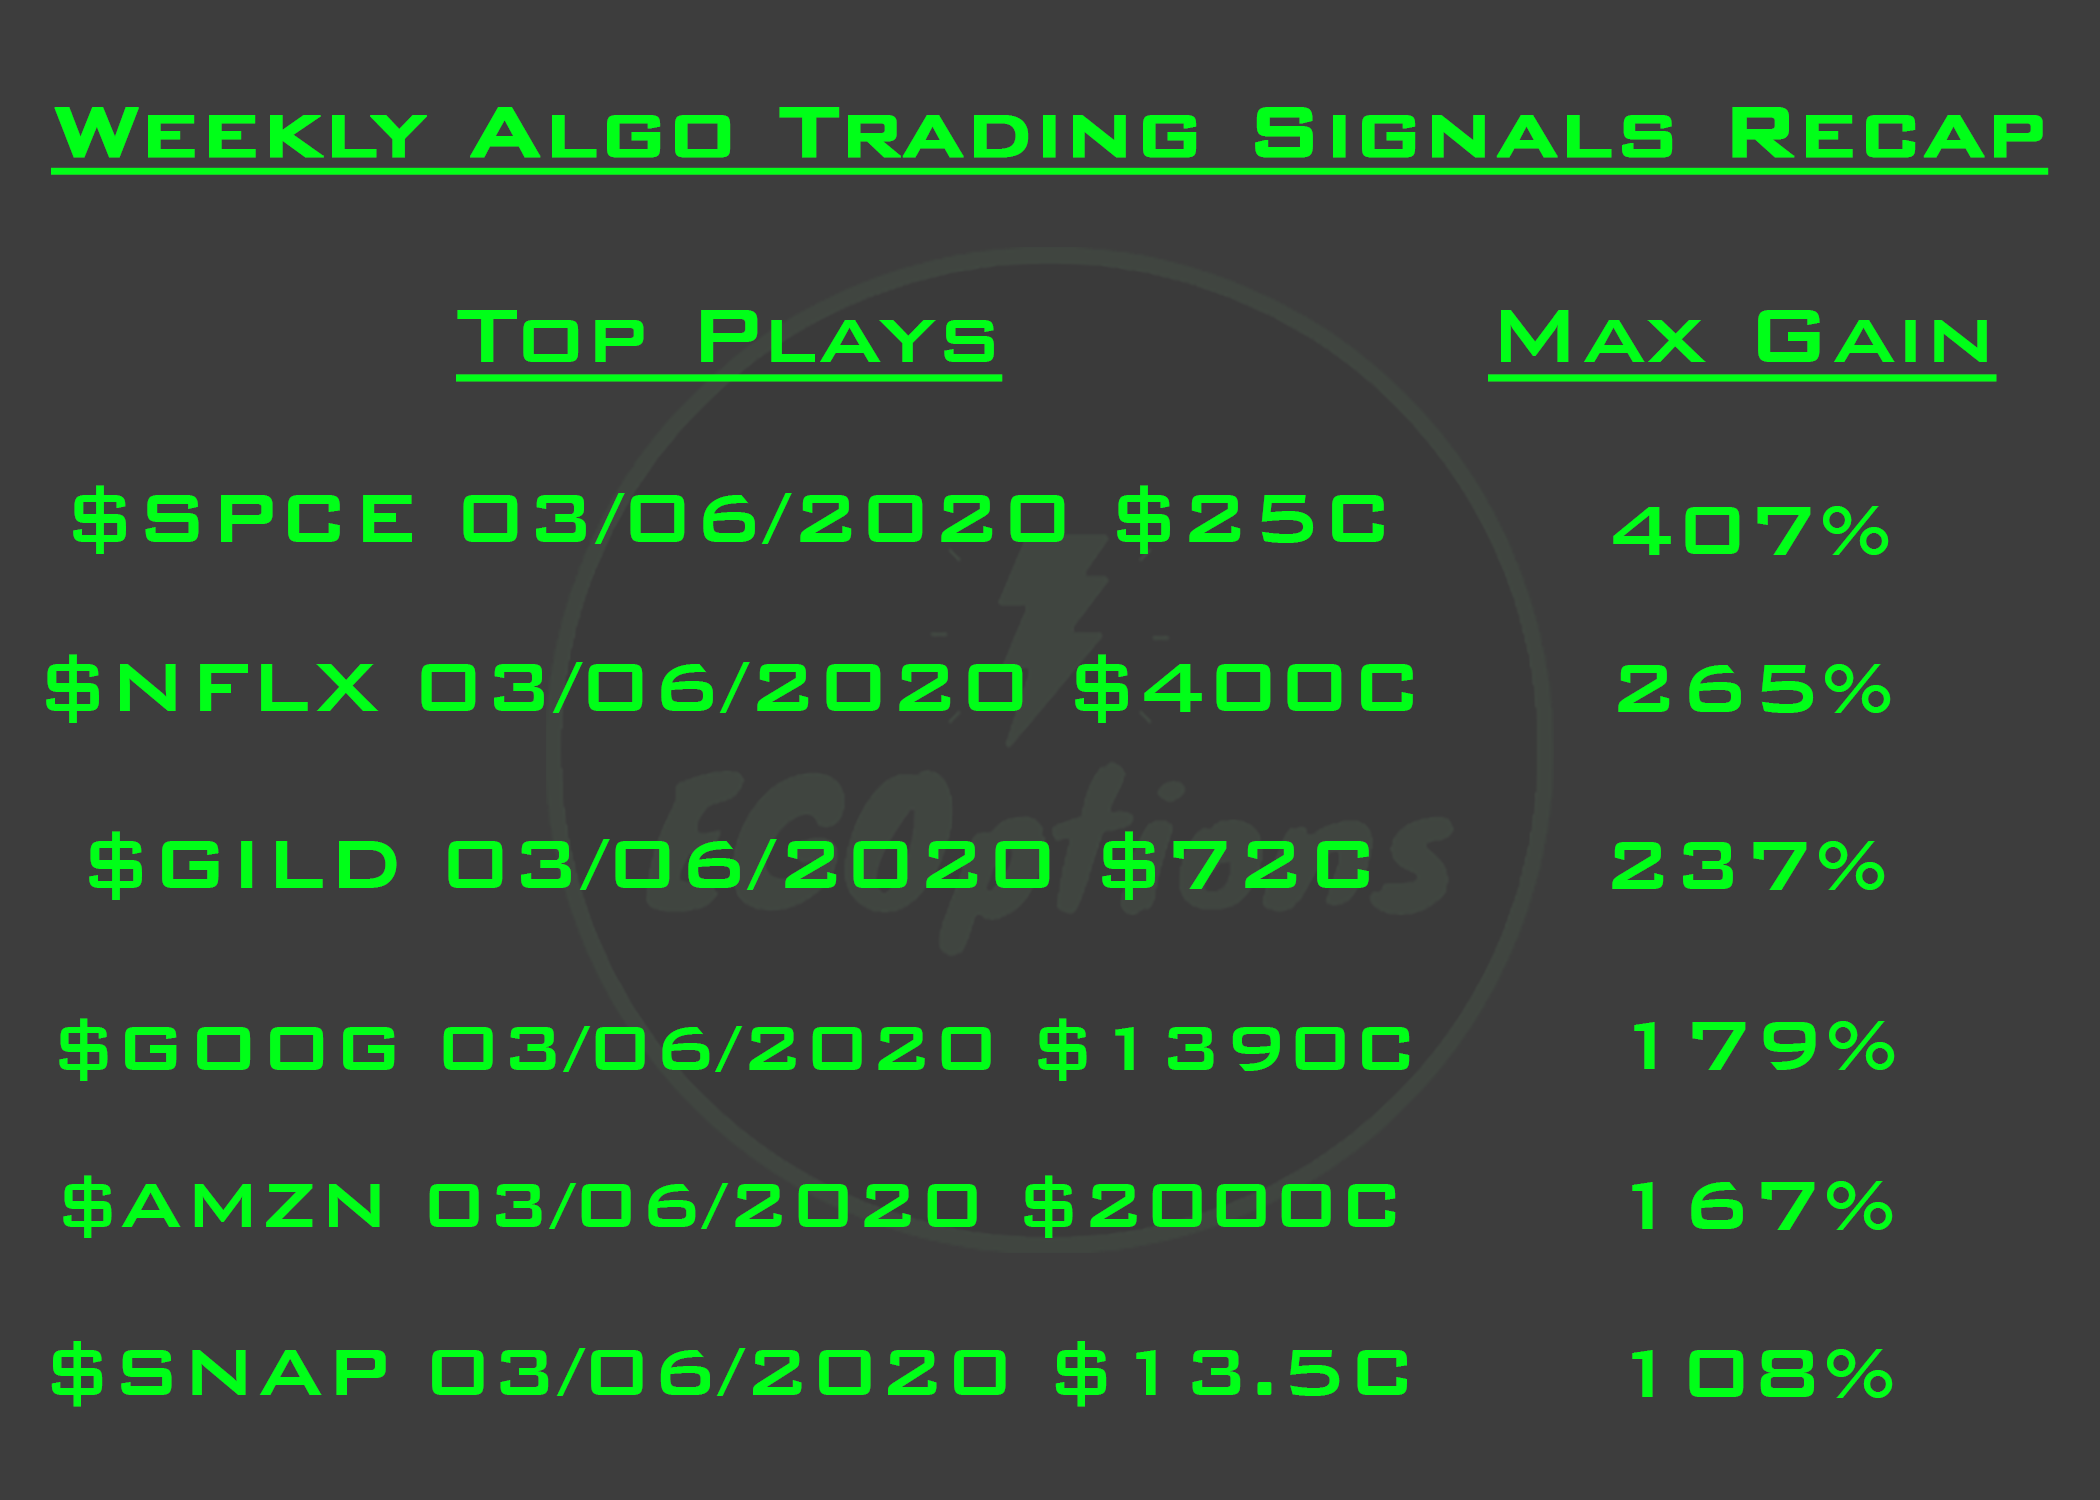 Weekly Algo Trading Signals Recap
Top Plays Max Gain
$SPCE 03/06/2020 $25C 407%
$NFLX 03/06/2020 $400C 265%
ECOptions
$GILD 03/06/2020 $72C 237%
$GOOG 03/06/2020 $1390C 179%
$AMZN 03/06/2020 $2000C 167%
$SNAP 03/06/2020 $13.5C 108%